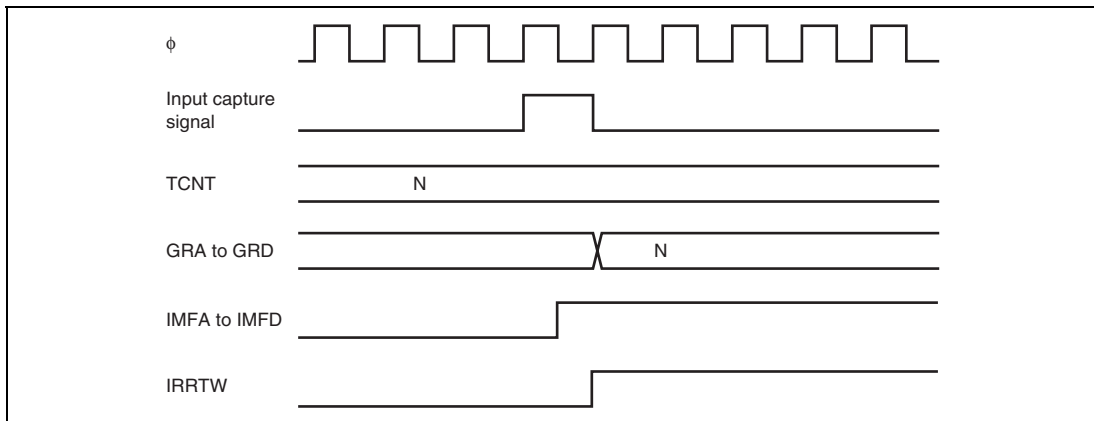 ϕ
Input capture
signal
TCNT
N
GRA to GRD
N
IMFA to IMFD
IRRTW